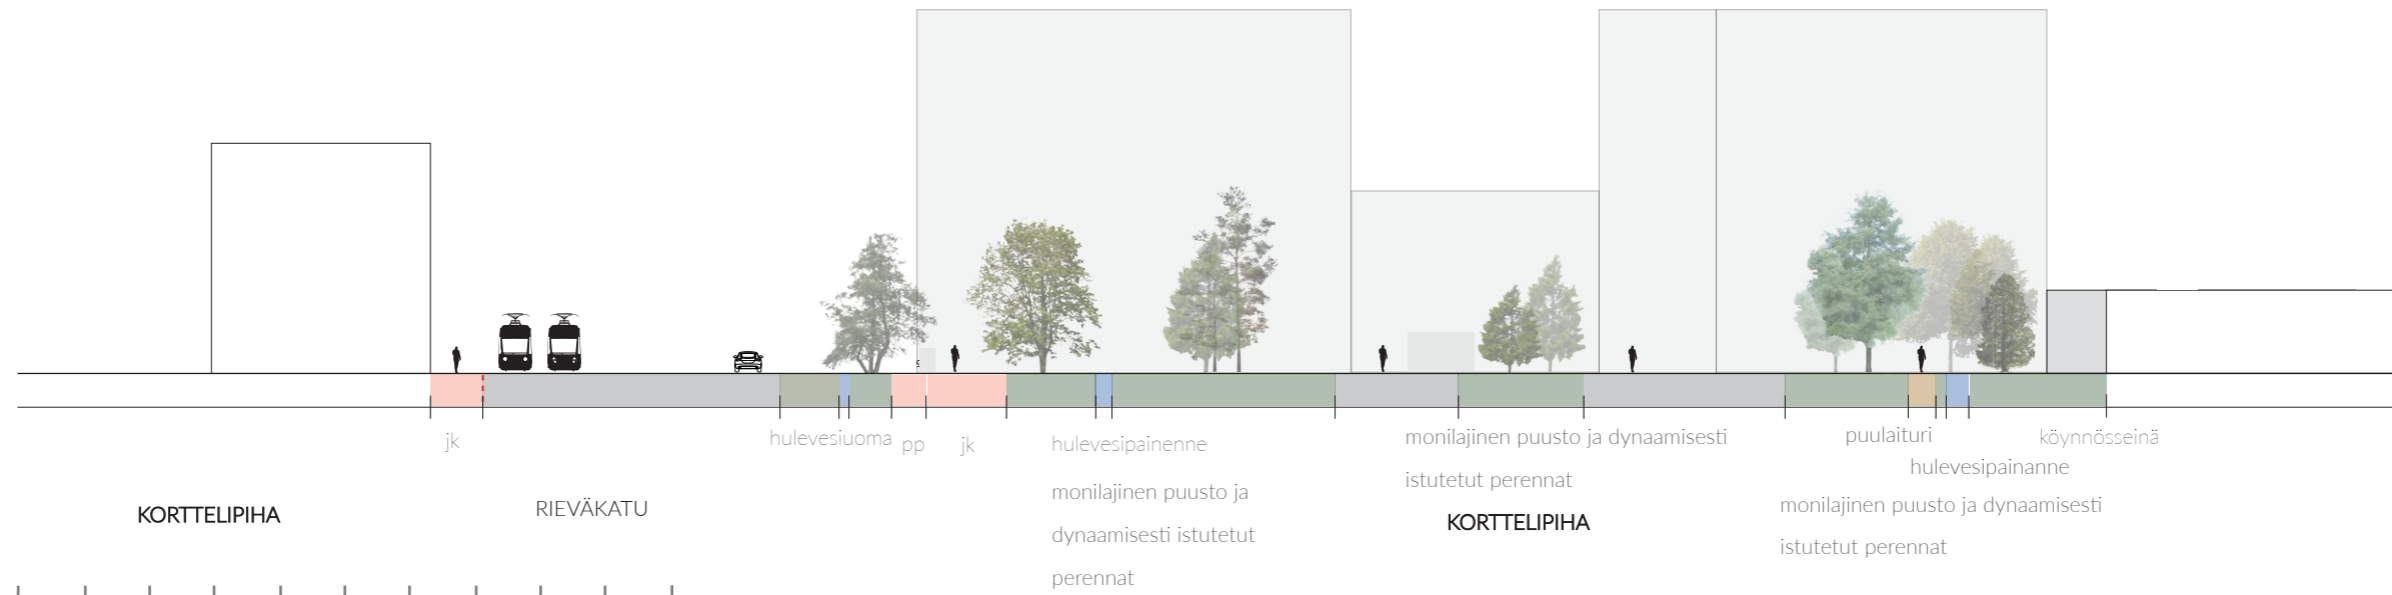 jk
hulevesiuoma
pp
jk
hulevesipainenne
monilajinen puusto ja
dynaamisesti istutetut
perennat
monilajinen puusto ja dynaamisesti
istutetut perennat
puulaituri
hulevesipainanne
köynnösseinä
monilajinen puusto ja dynaamisesti
istutetut perennat
KORTTELIPIHA
RIEVÄKATU
KORTTELIPIHA